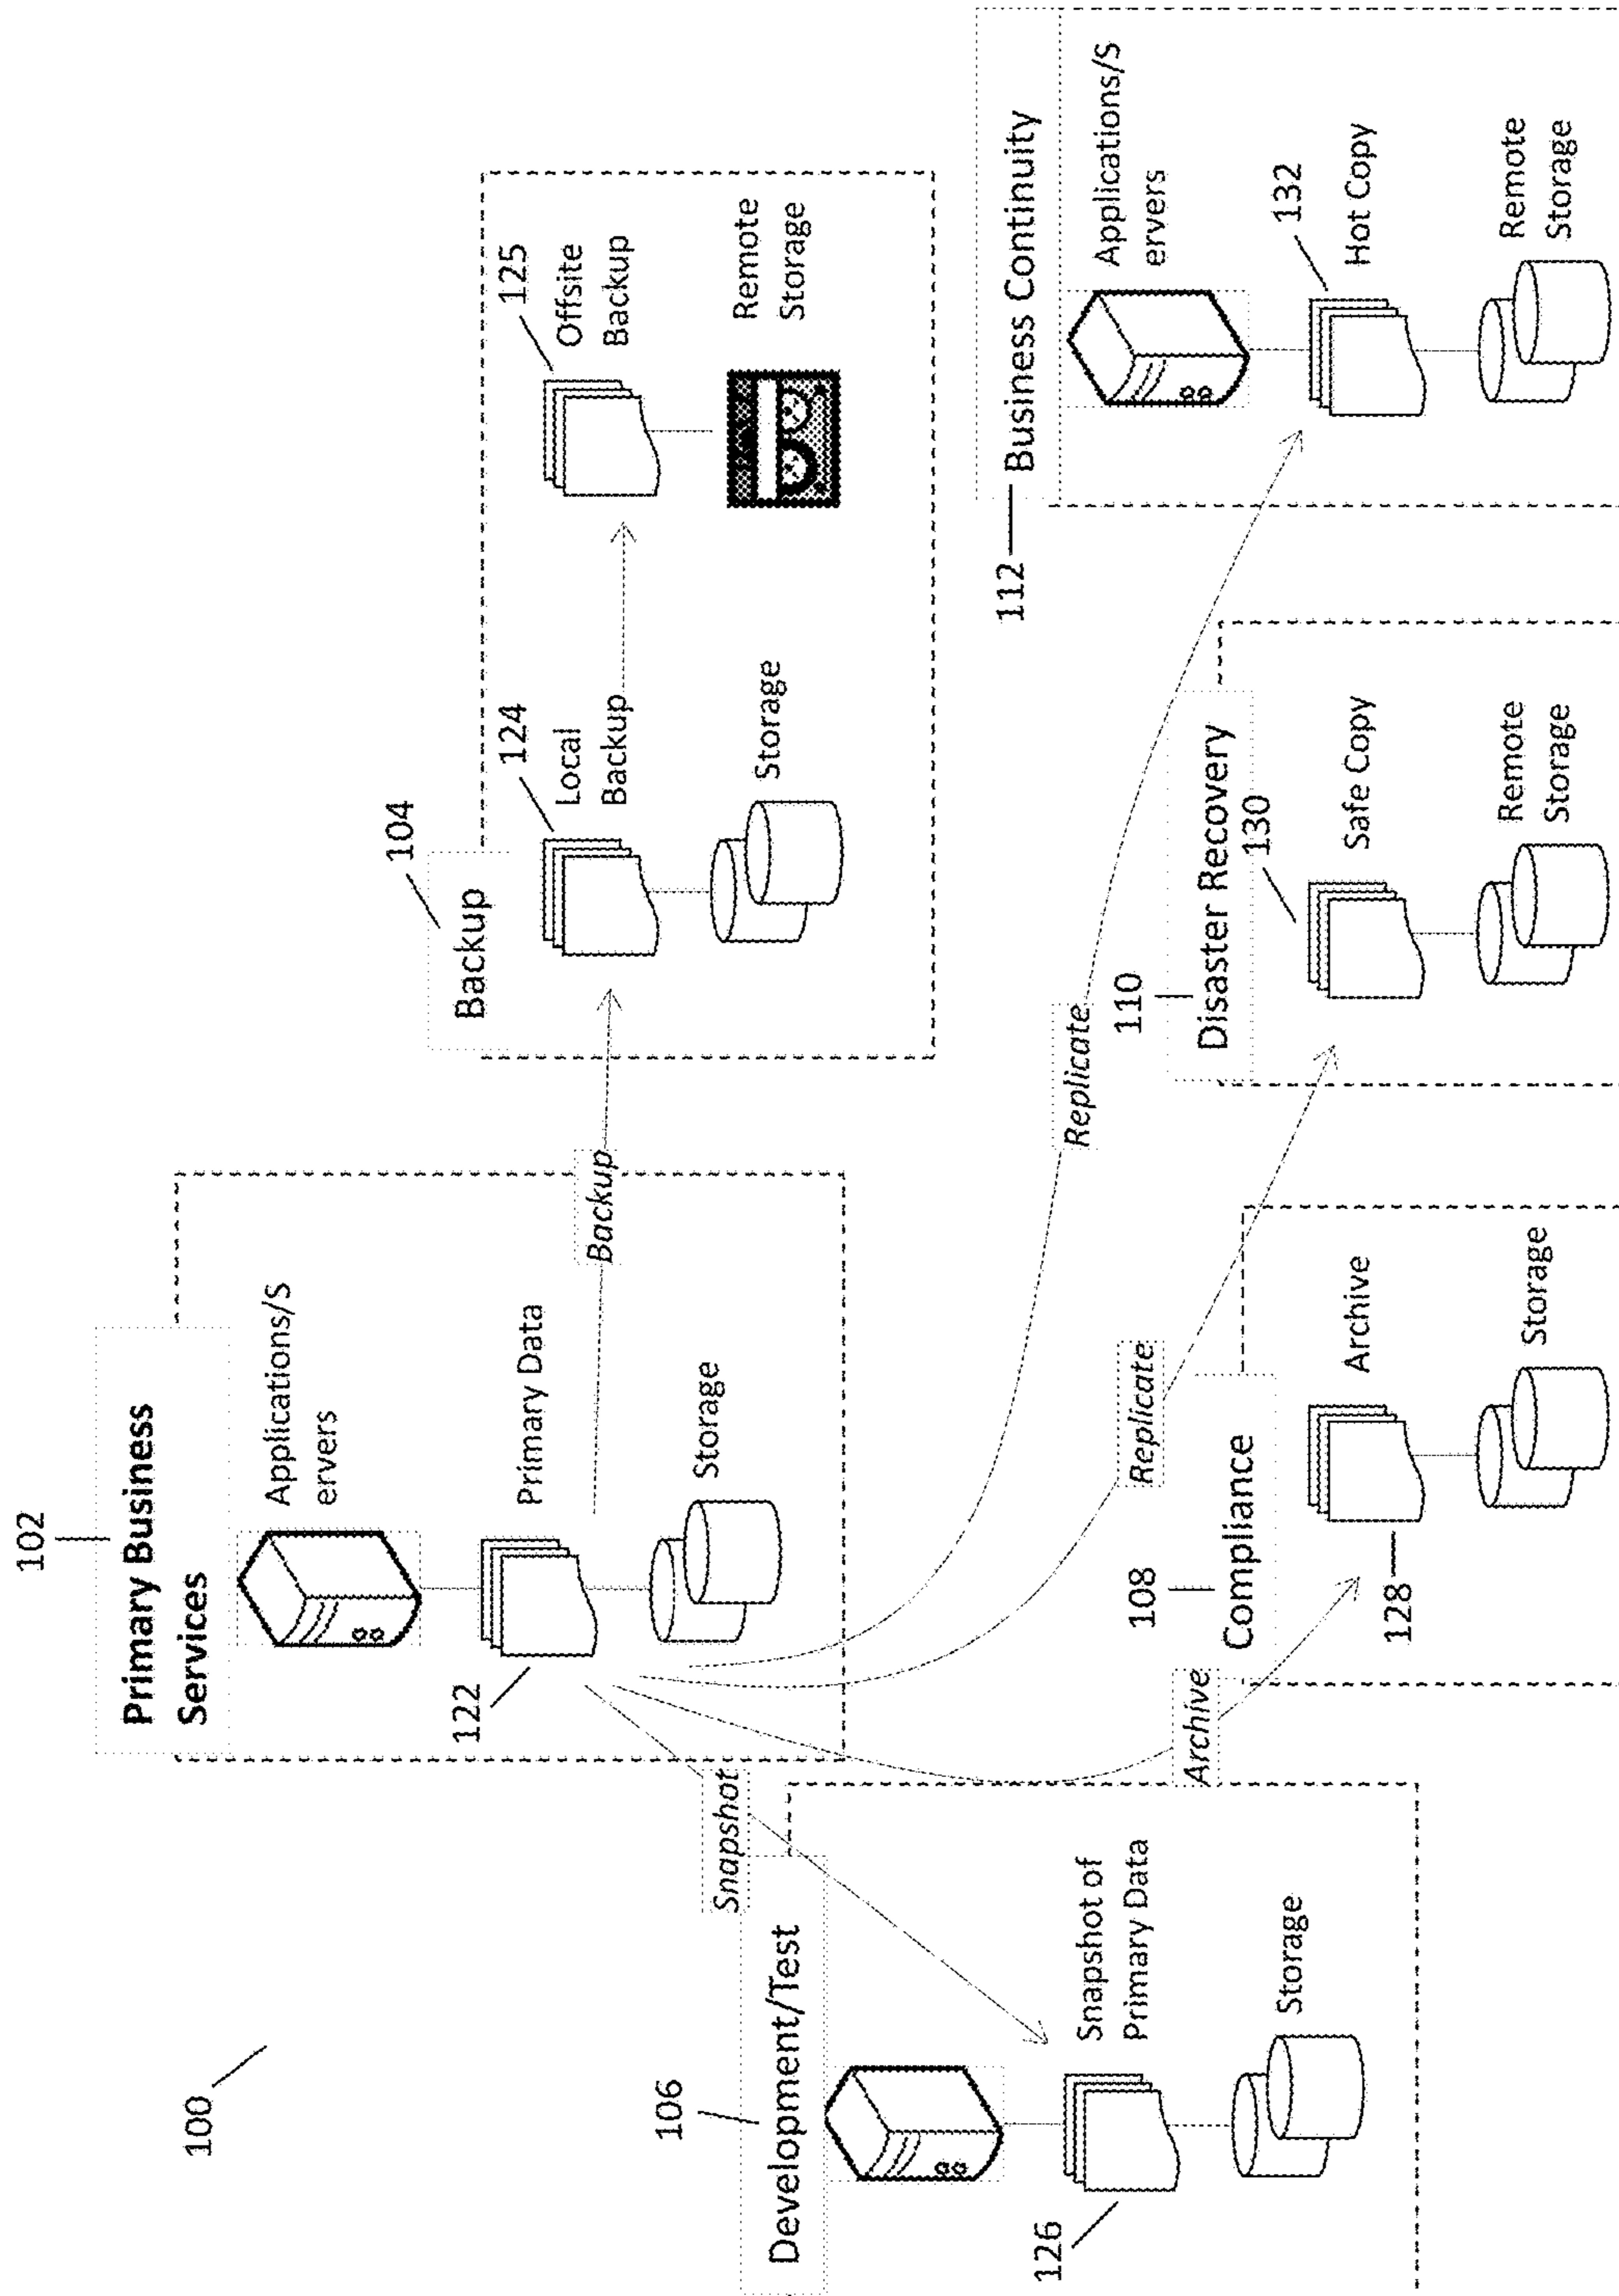 100
102
Primary Business
Services
Applications/S
ervers
122
Primary Data
Storage
Backup
104
Backup
124
Local
Backup
Storage
125
Offsite
Backup
Remote
Storage
Snapshot
106
Development/Test
126
Snapshot of
Primary Data
Storage
Archive
108
Compliance
128
Archive
Storage
Replicate
110
Disaster Recovery
130
Safe Copy
Remote
Storage
Replicate
112
Business Continuity
Applications/S
ervers
132
Hot Copy
Remote
Storage